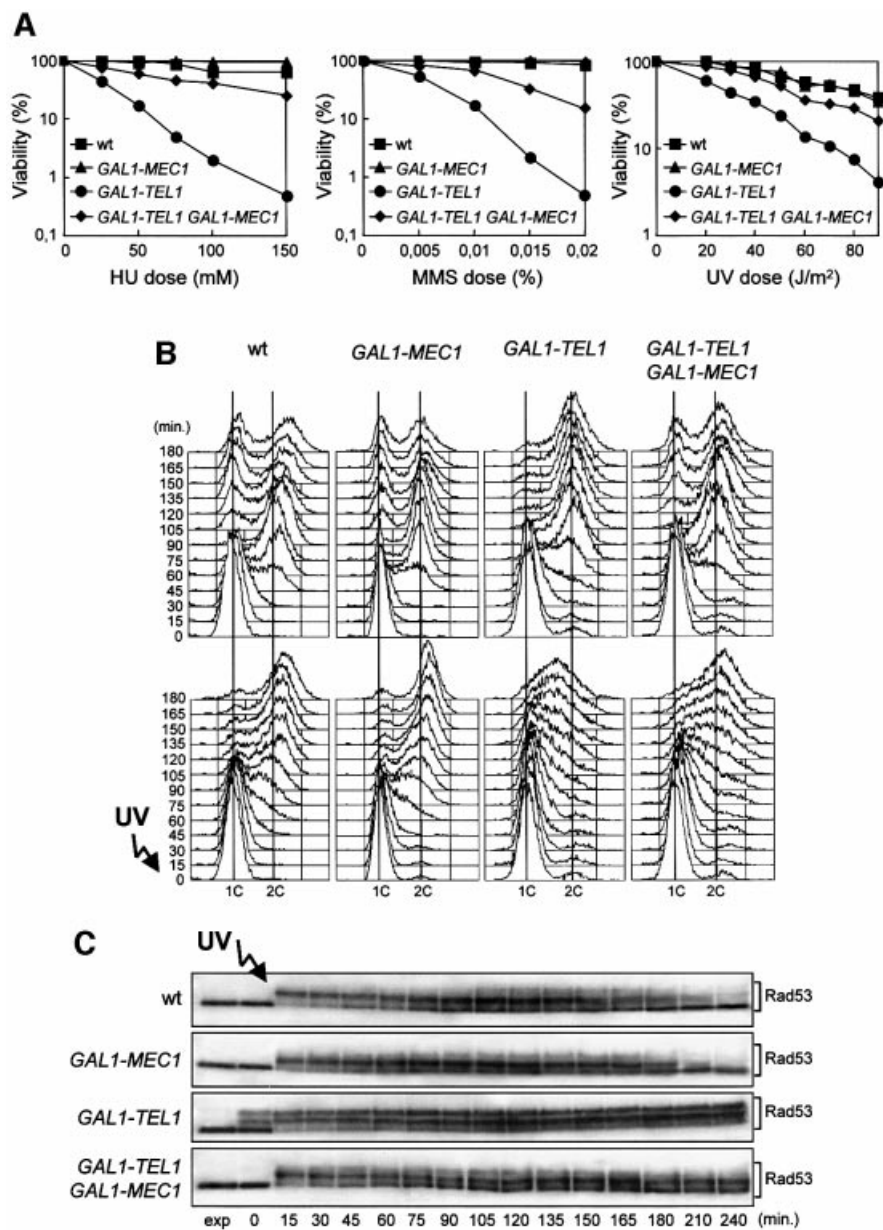 A
100
10
1
0,1
Viability (%)
wt
GAL1-MEC1
GAL1-TEL1
GAL1-TEL1 GAL1-MEC1
0 50 100 150
HU dose (mM)
100
10
1
0,1
Viability (%)
wt
GAL1-MEC1
GAL1-TEL1
GAL1-TEL1 GAL1-MEC1
0 0,005 0,01 0,015 0,02
MMS dose (%)
100
10
1
Viability (%)
wt
GAL1-MEC1
GAL1-TEL1
GAL1-TEL1 GAL1-MEC1
0 20 40 60 80
UV dose (J/m²)
B
wt
GAL1-MEC1
GAL1-TEL1
GAL1-TEL1
GAL1-MEC1
(min.)
180
165
150
135
120
105
90
75
60
45
30
15
0
180
165
150
135
120
105
90
75
60
45
30
15
0
UV
1C 2C 1C 2C 1C 2C 1C 2C
C
UV
wt Rad53
GAL1-MEC1 Rad53
GAL1-TEL1 Rad53
GAL1-TEL1
GAL1-MEC1 Rad53
exp 0 15 30 45 60 75 90 105 120 135 150 165 180 210 240 (min.)